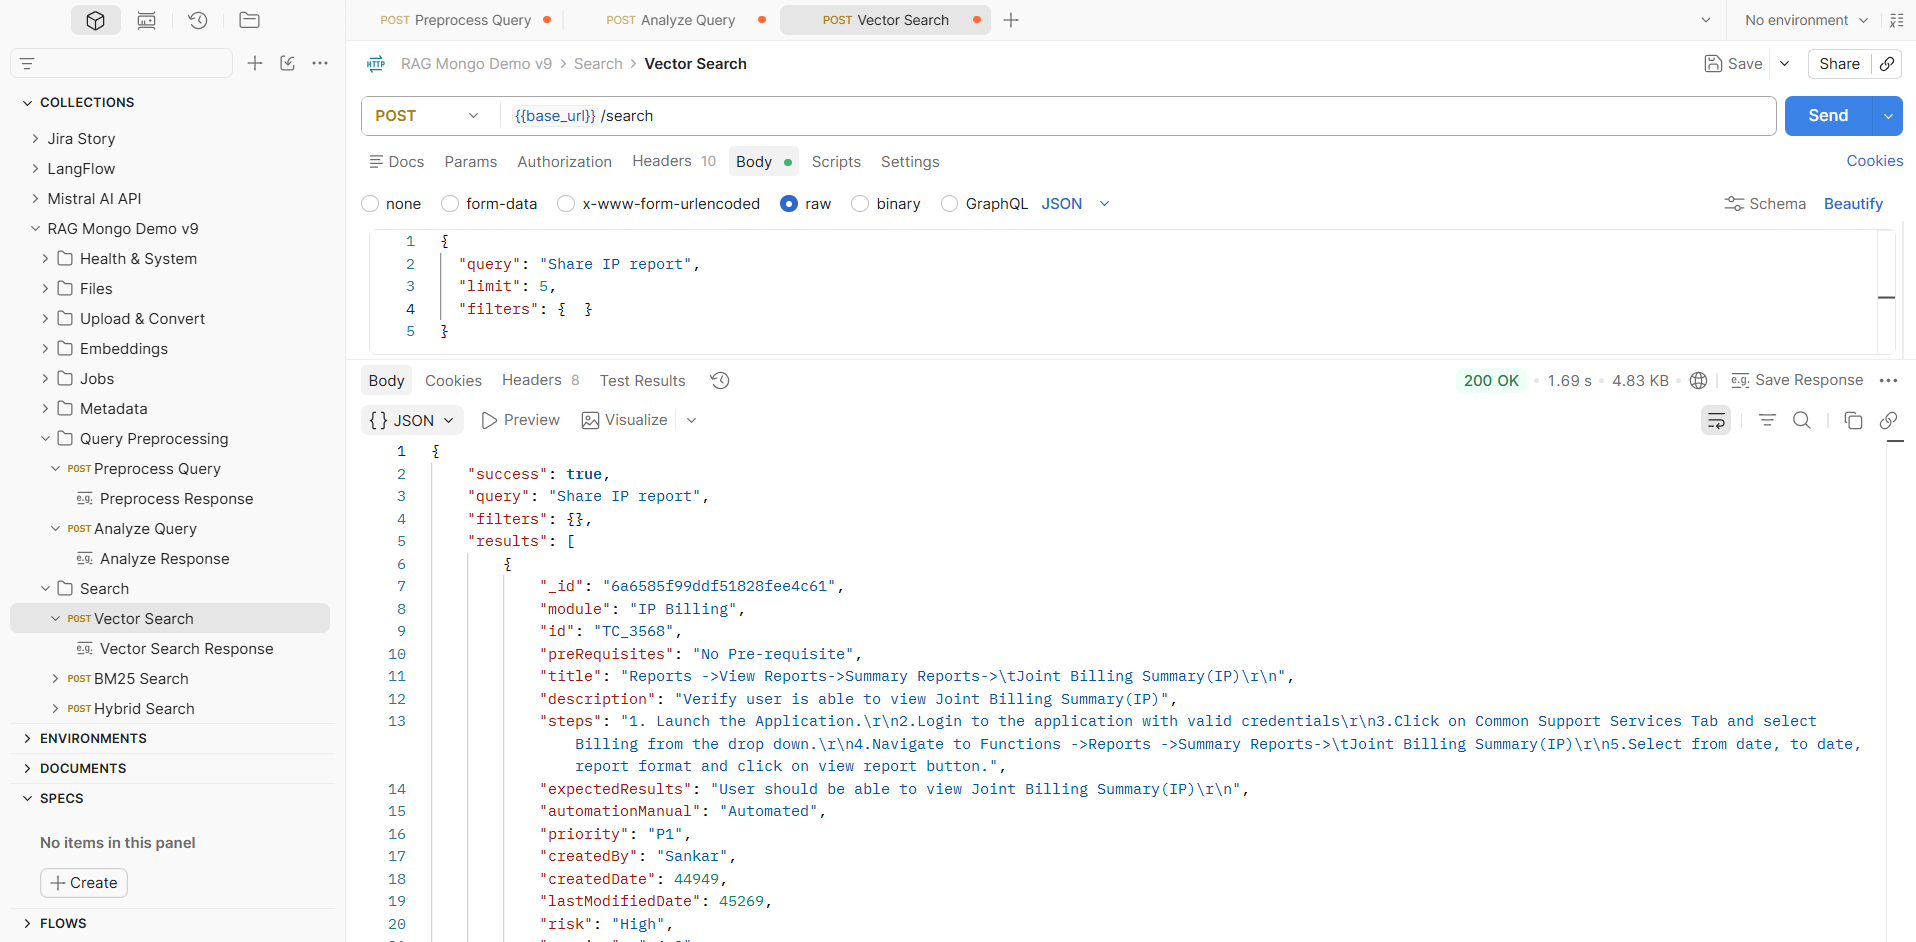 POST Preprocess Query
POST Analyze Query
POST Vector Search
No environment
RAG Mongo Demo v9 > Search > Vector Search
Save
Share
COLLECTIONS
Jira Story
LangFlow
Mistral AI API
RAG Mongo Demo v9
Health & System
Files
Upload & Convert
Embeddings
Jobs
Metadata
Query Preprocessing
POST Preprocess Query
e.g. Preprocess Response
POST Analyze Query
e.g. Analyze Response
Search
POST Vector Search
e.g. Vector Search Response
POST BM25 Search
POST Hybrid Search
ENVIRONMENTS
DOCUMENTS
SPECS
No items in this panel
Create
FLOWS
HTTP
POST {{base_url}} /search
Send
Docs Params Authorization Headers 10 Body Scripts Settings
Cookies
none form-data x-www-form-urlencoded raw binary GraphQL JSON
Schema Beautify
1 {
2 "query": "Share IP report",
3 "limit": 5,
4 "filters": {  }
5 }
Body Cookies Headers 8 Test Results
200 OK 1.69 s 4.83 KB e.g. Save Response
{ } JSON Preview Visualize
1 {
2 "success": true,
3 "query": "Share IP report",
4 "filters": {},
5 "results": [
6 {
7 "_id": "6a6585f99ddf51828fee4c61",
8 "module": "IP Billing",
9 "id": "TC_3568",
10 "preRequisites": "No Pre-requisite",
11 "title": "Reports ->View Reports->Summary Reports->\tJoint Billing Summary(IP)\r\n",
12 "description": "Verify user is able to view Joint Billing Summary(IP)",
13 "steps": "1. Launch the Application.\r\n2.Login to the application with valid credentials\r\n3.Click on Common Support Services Tab and select
Billing from the drop down.\r\n4.Navigate to Functions ->Reports ->Summary Reports->\tJoint Billing Summary(IP)\r\n5.Select from date, to date,
report format and click on view report button.",
14 "expectedResults": "User should be able to view Joint Billing Summary(IP)\r\n",
15 "automationManual": "Automated",
16 "priority": "P1",
17 "createdBy": "Sankar",
18 "createdDate": 44949,
19 "lastModifiedDate": 45269,
20 "risk": "High",